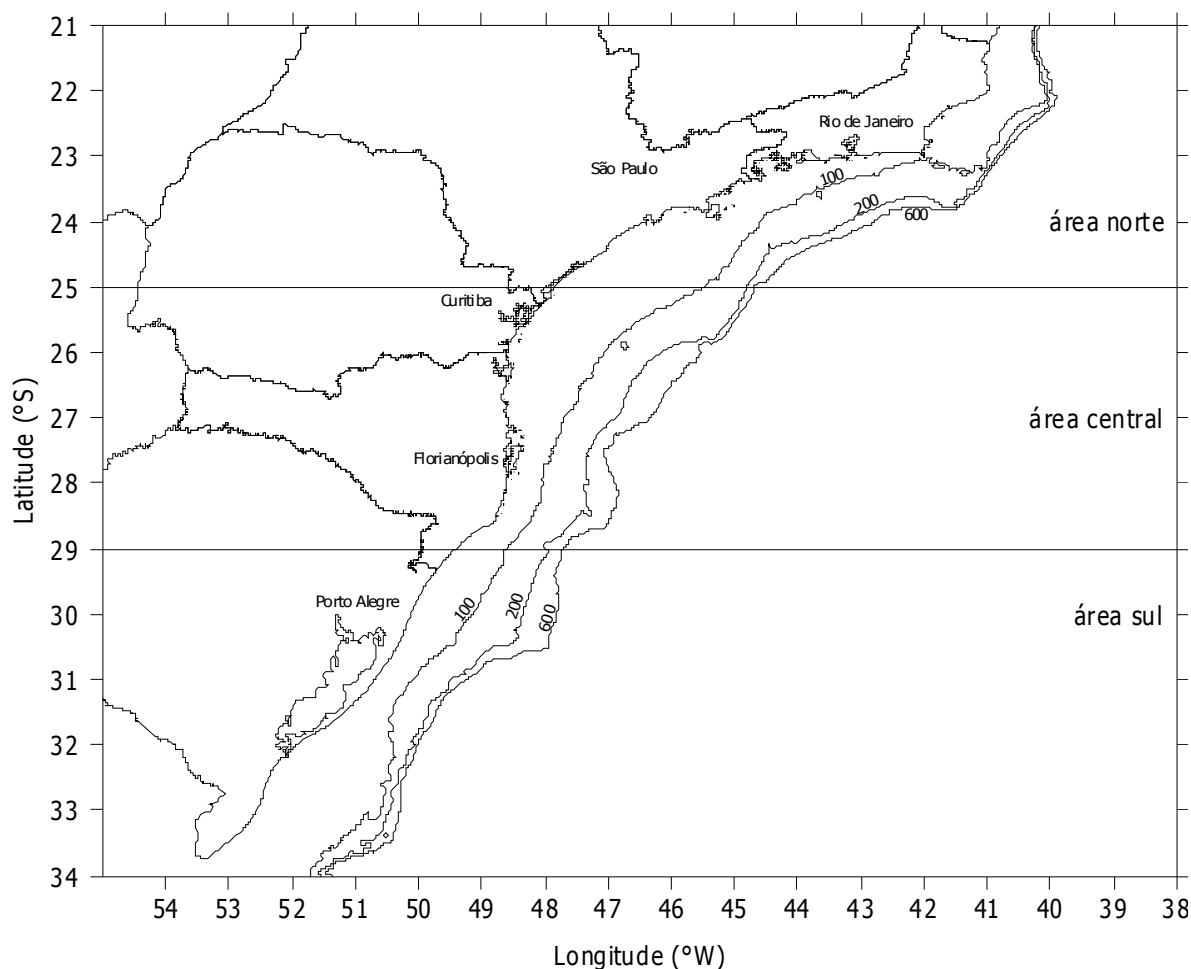 21
22
Rio de Janeiro
23
São Paulo
100
200
24
600
área norte
25
Curitiba
26
27
área central
Florianópolis
28
29
Porto Alegre
100
200
600
30
área sul
31
32
33
34
54 53 52 51 50 49 48 47 46 45 44 43 42 41 40 39 38
Latitude (°S)
Longitude (°W)